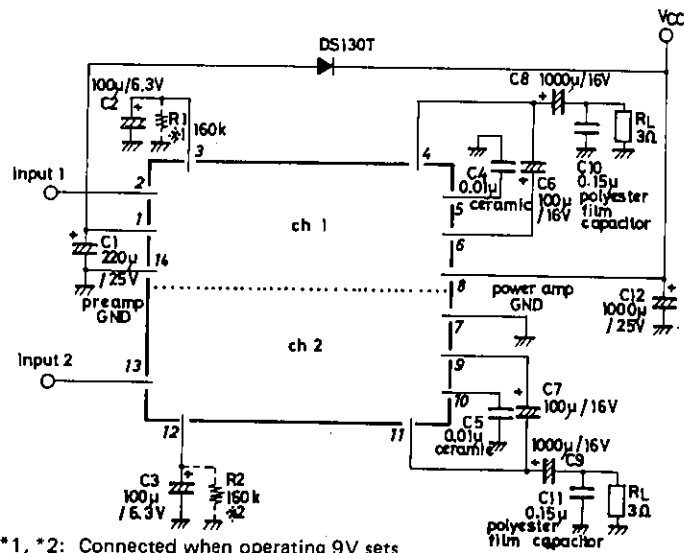 VCC
DS130T
100μ/6.3V
C2
R1
※1
160k
3
C8
1000μ/16V
RL
3Ω
C10
0.15μ
polyester
film
capacitor
4
C4
0.01μ
ceramic
C6
100μ
/16V
Input 1
2
1
C1
220μ
/25V
14
preamp
GND
ch 1
5
6
8
power amp
GND
C12
1000μ
/25V
7
ch 2
Input 2
13
9
10
C7
100μ/16V
C5
0.01μ
ceramic
12
11
1000μ/16V
C9
C3
100μ
/6.3V
R2
160k
※2
C11
0.15μ
polyester
film capacitor
RL
3Ω
*1, *2: Connected when operating 9V sets